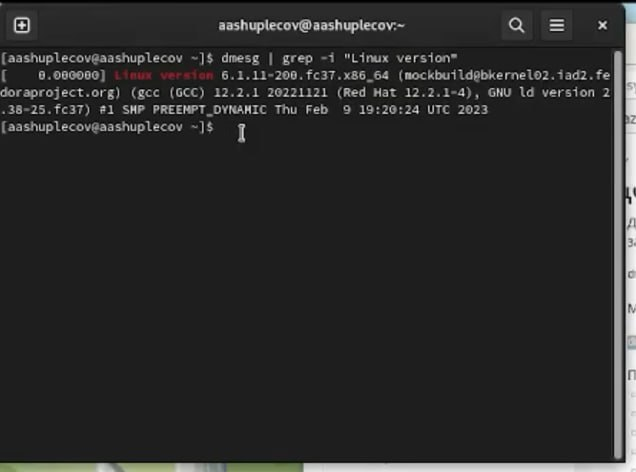 aashuplecov@aashuplecov:~
[aashuplecov@aashuplecov ~]$ dmesg | grep -i "Linux version"
[    0.000000] Linux version 6.1.11-200.fc37.x86_64 (mockbuild@bkernel02.iad2.fe
doraproject.org) (gcc (GCC) 12.2.1 20221121 (Red Hat 12.2.1-4), GNU ld version 2
.38-25.fc37) #1 SMP PREEMPT_DYNAMIC Thu Feb  9 19:20:24 UTC 2023
[aashuplecov@aashuplecov ~]$